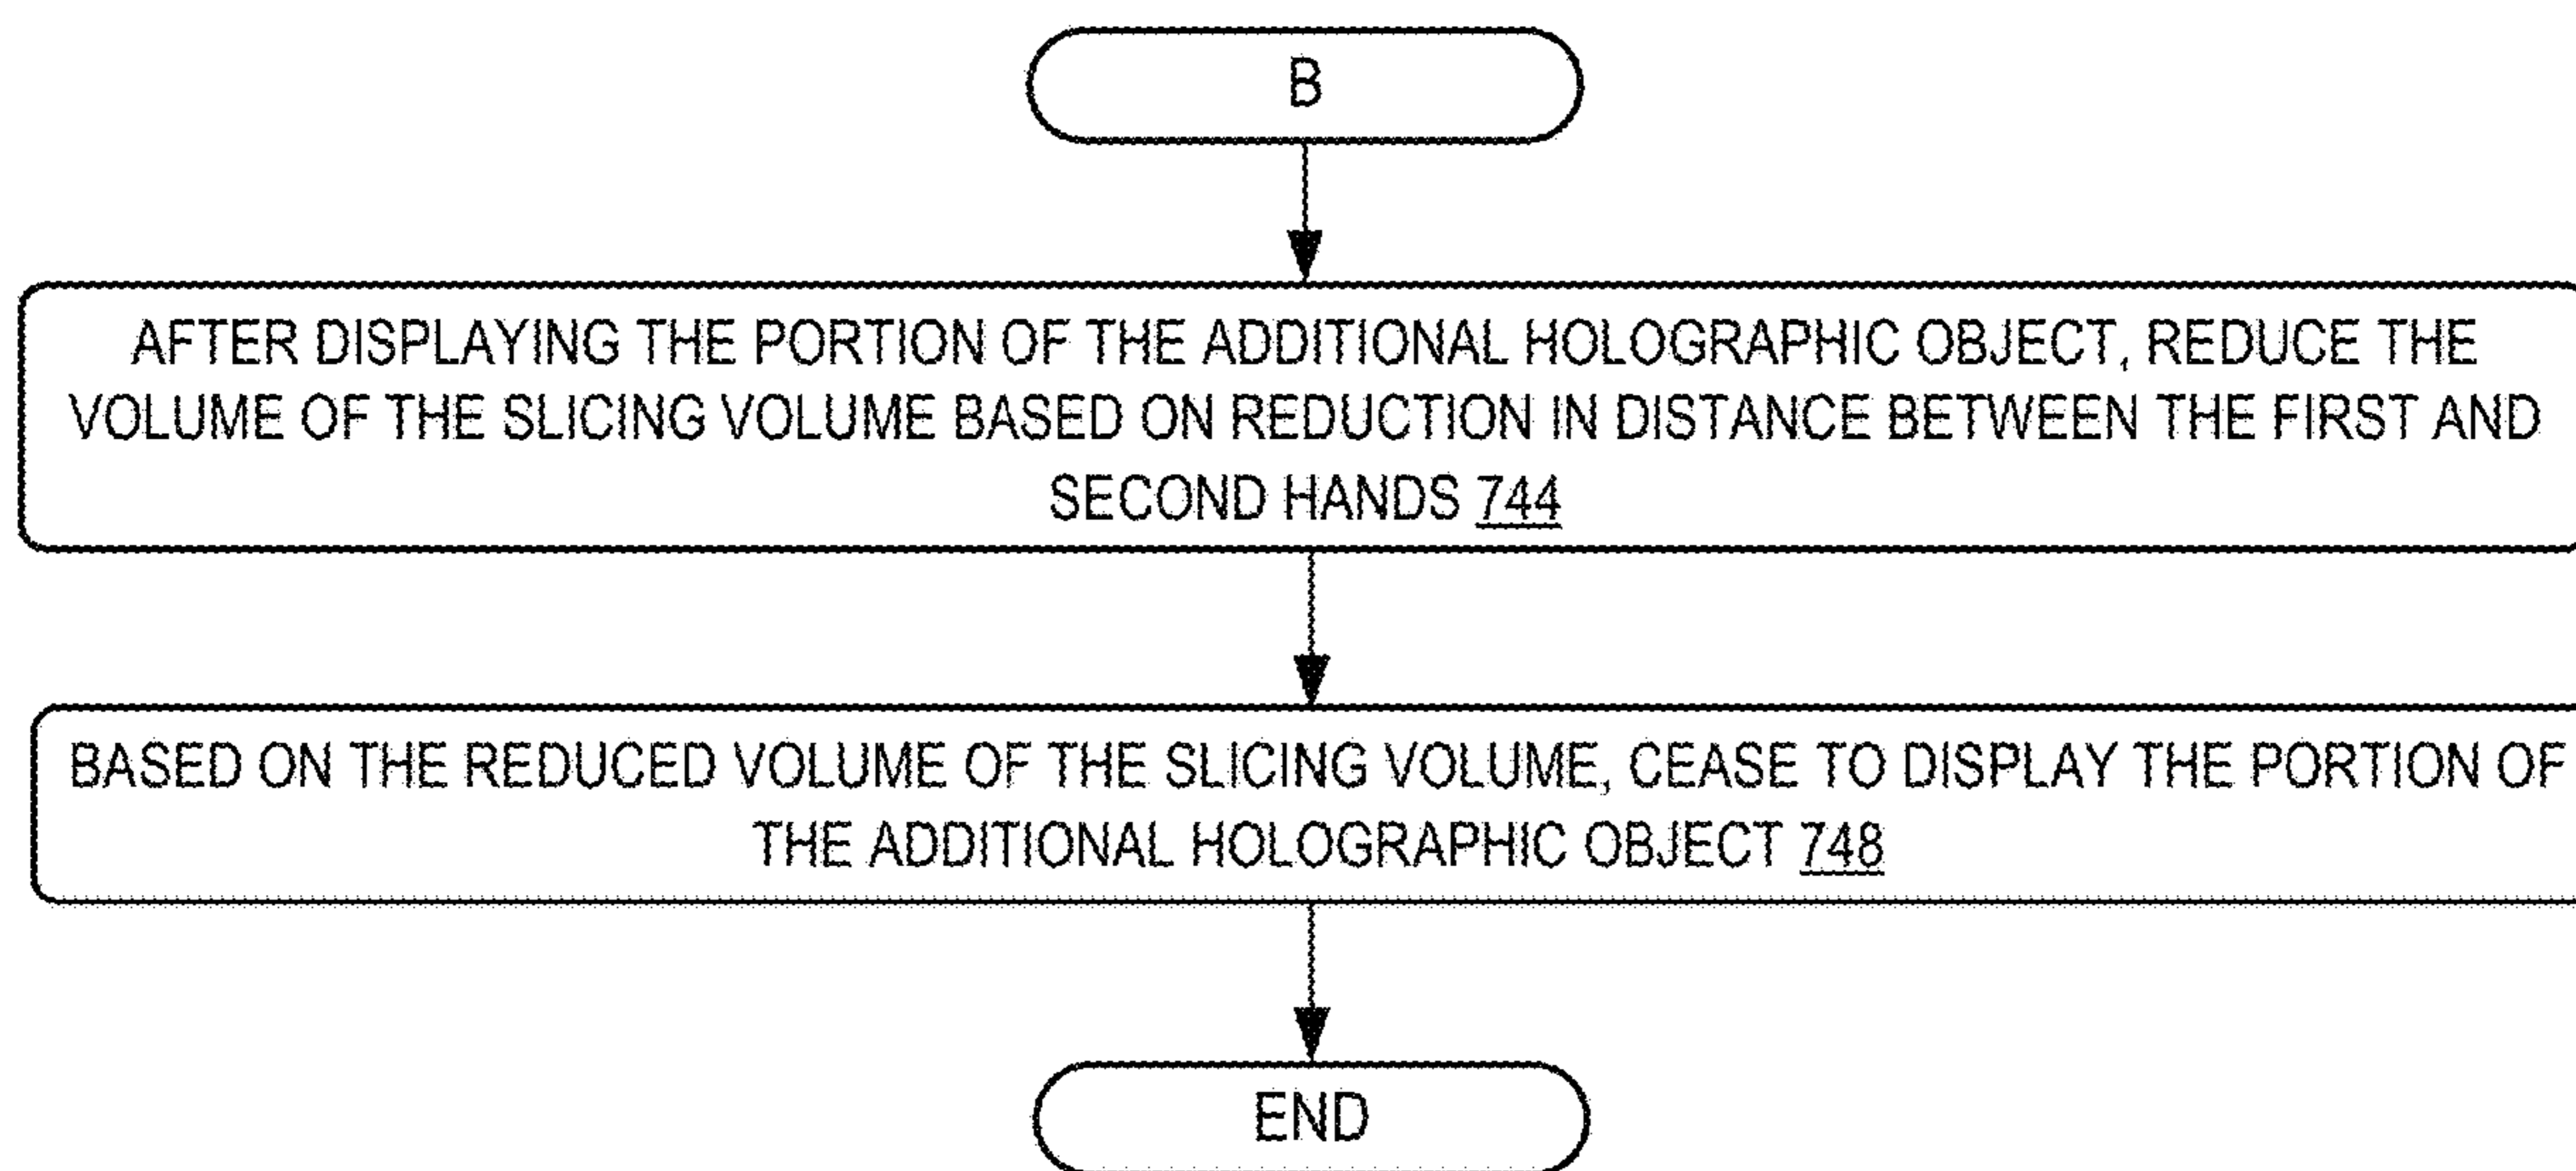 B
AFTER DISPLAYING THE PORTION OF THE ADDITIONAL HOLOGRAPHIC OBJECT, REDUCE THE
VOLUME OF THE SLICING VOLUME BASED ON REDUCTION IN DISTANCE BETWEEN THE FIRST AND
SECOND HANDS 744
BASED ON THE REDUCED VOLUME OF THE SLICING VOLUME, CEASE TO DISPLAY THE PORTION OF
THE ADDITIONAL HOLOGRAPHIC OBJECT 748
END